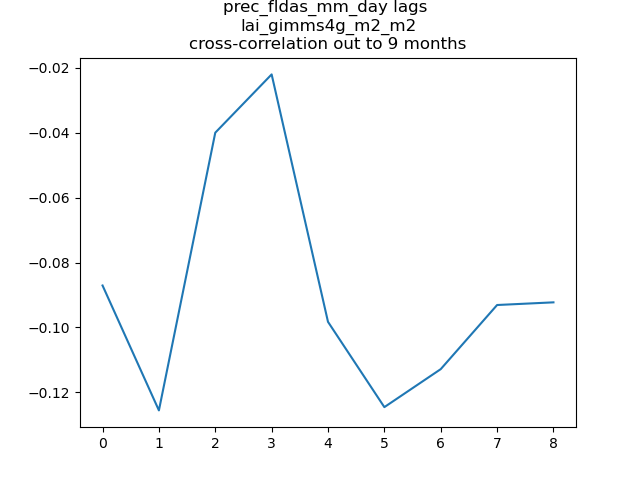 prec_fldas_mm_day lags
lai_gimms4g_m2_m2
cross-correlation out to 9 months
−0.02
−0.04
−0.06
−0.08
−0.10
−0.12
0 1 2 3 4 5 6 7 8